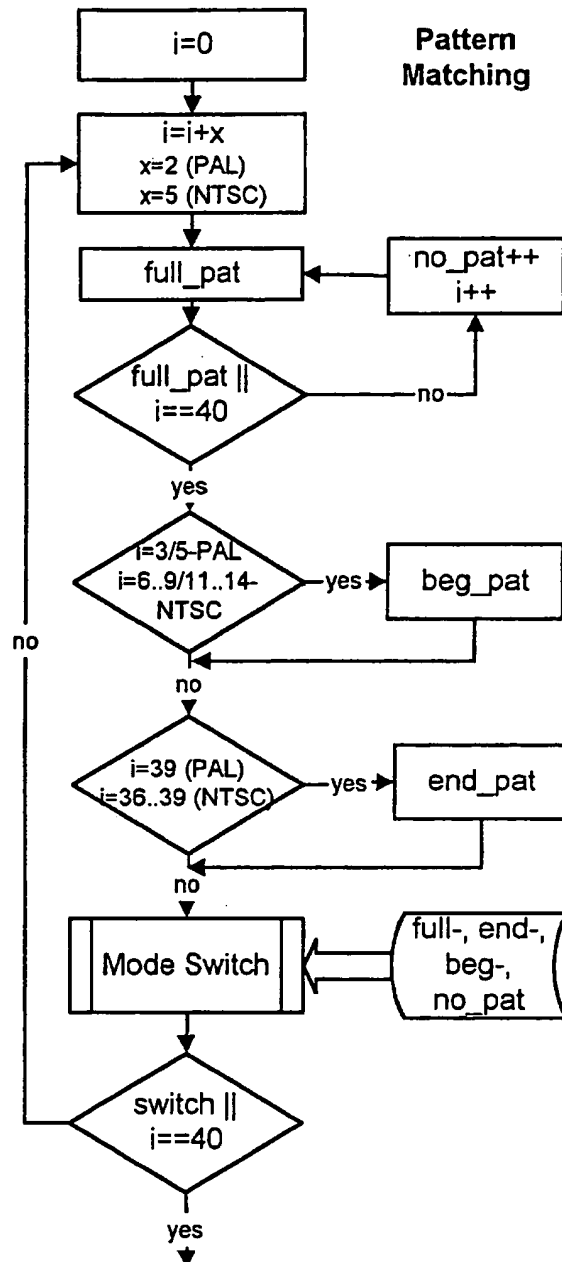 Pattern
Matching
i=0
i=i+x
x=2 (PAL)
x=5 (NTSC)
full_pat
no_pat++
i++
full_pat ||
i==40
no
yes
i=3/5-PAL
i=6..9/11..14-
NTSC
yes
beg_pat
no
no
i=39 (PAL)
i=36..39 (NTSC)
yes
end_pat
no
Mode Switch
full-, end-,
beg-,
no_pat
switch ||
i==40
yes